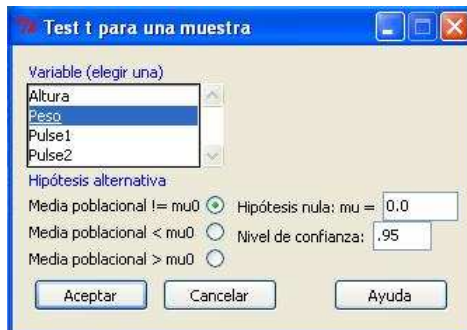 Test t para una muestra
Variable (elegir una)
Altura
Peso
Pulse1
Pulse2
Hipótesis alternativa
Media poblacional != mu0 Hipótesis nula: mu = 0.0
Media poblacional < mu0 Nivel de confianza: .95
Media poblacional > mu0
Aceptar Cancelar Ayuda